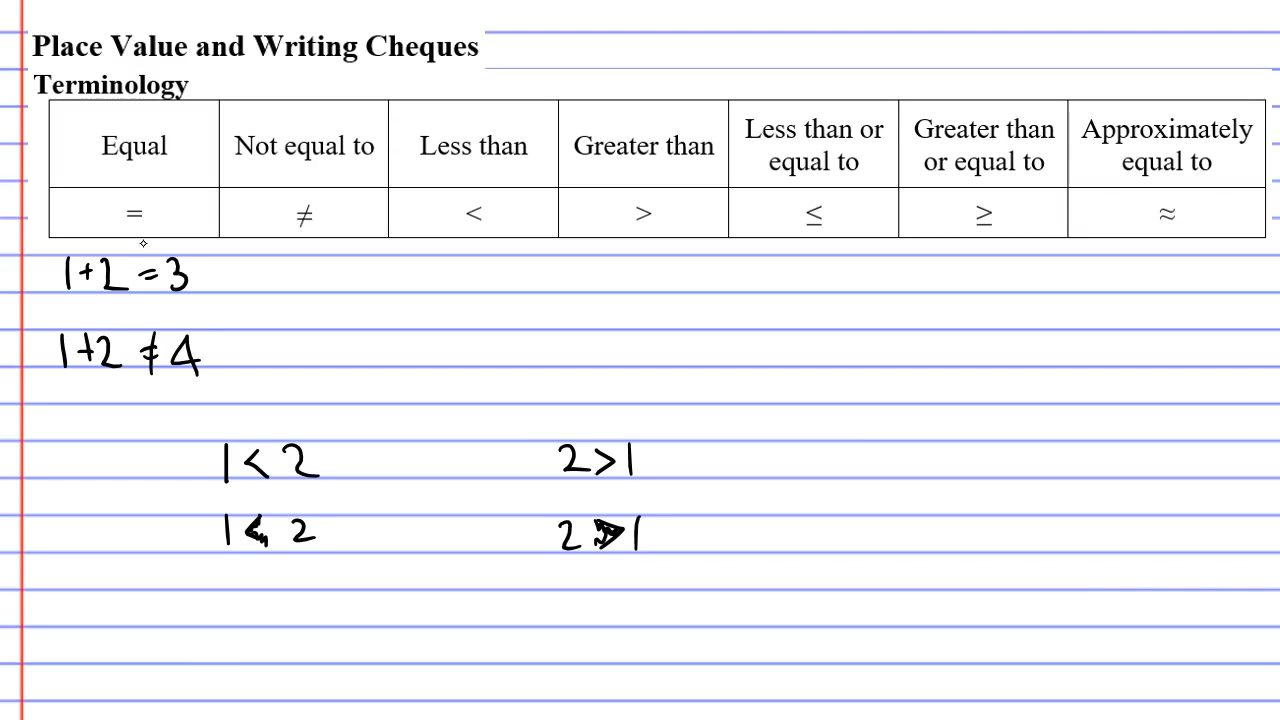 Place Value and Writing Cheques
Terminology
Equal Not equal to Less than Greater than Less than or equal to Greater than or equal to Approximately equal to
= ≠ < > ≤ ≥ ≈
1+2 = 3
1+2 ≠ 4
1 < 2 2 > 1
1 < 2 2 > 1